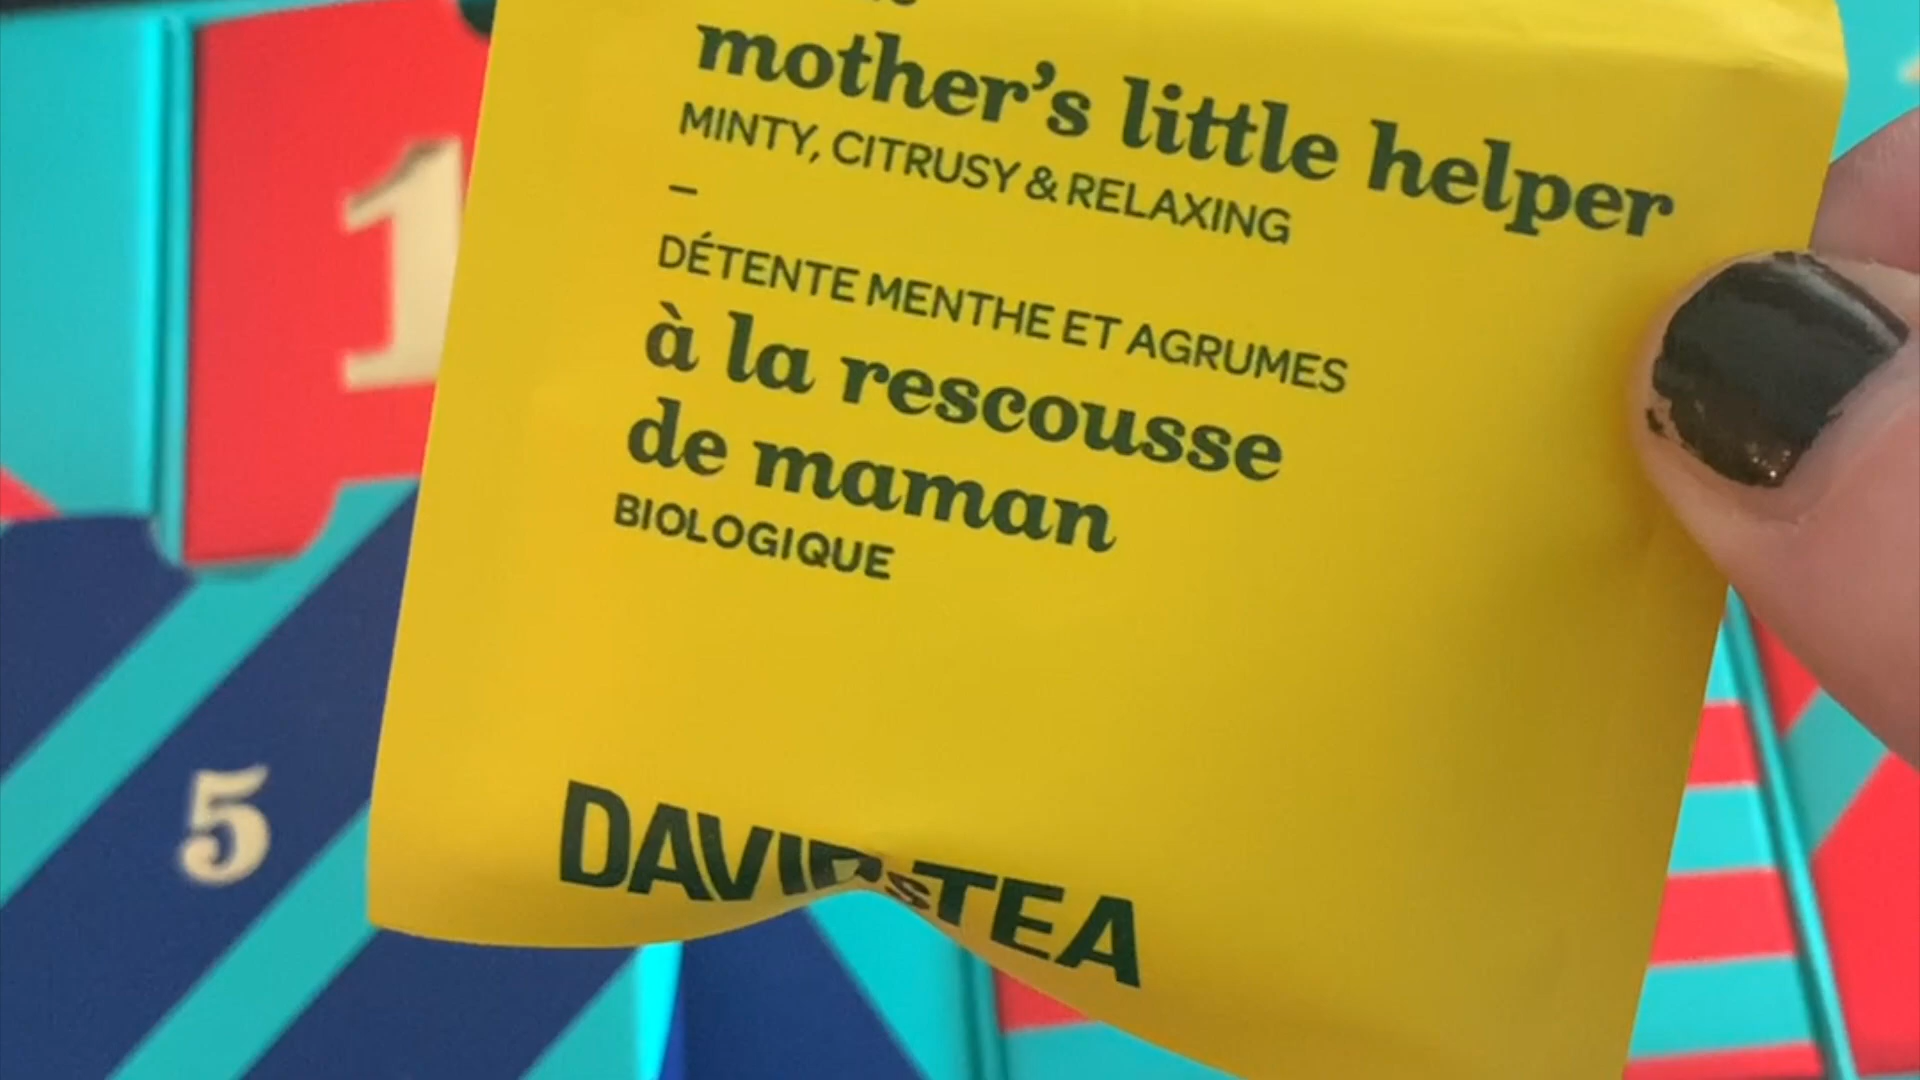 mother's little helper
MINTY, CITRUSY & RELAXING
–
DÉTENTE MENTHE ET AGRUMES
à la rescousse
de maman
BIOLOGIQUE
DAVIDsTEA
1
5